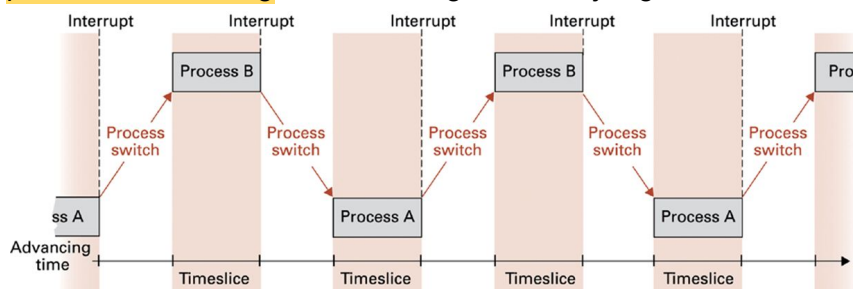 Interrupt Interrupt Interrupt Interrupt Interrupt
Process B Process B Pro
Process Process Process Process Process
switch switch switch switch switch
ss A Process A Process A
Advancing
time
Timeslice Timeslice Timeslice Timeslice